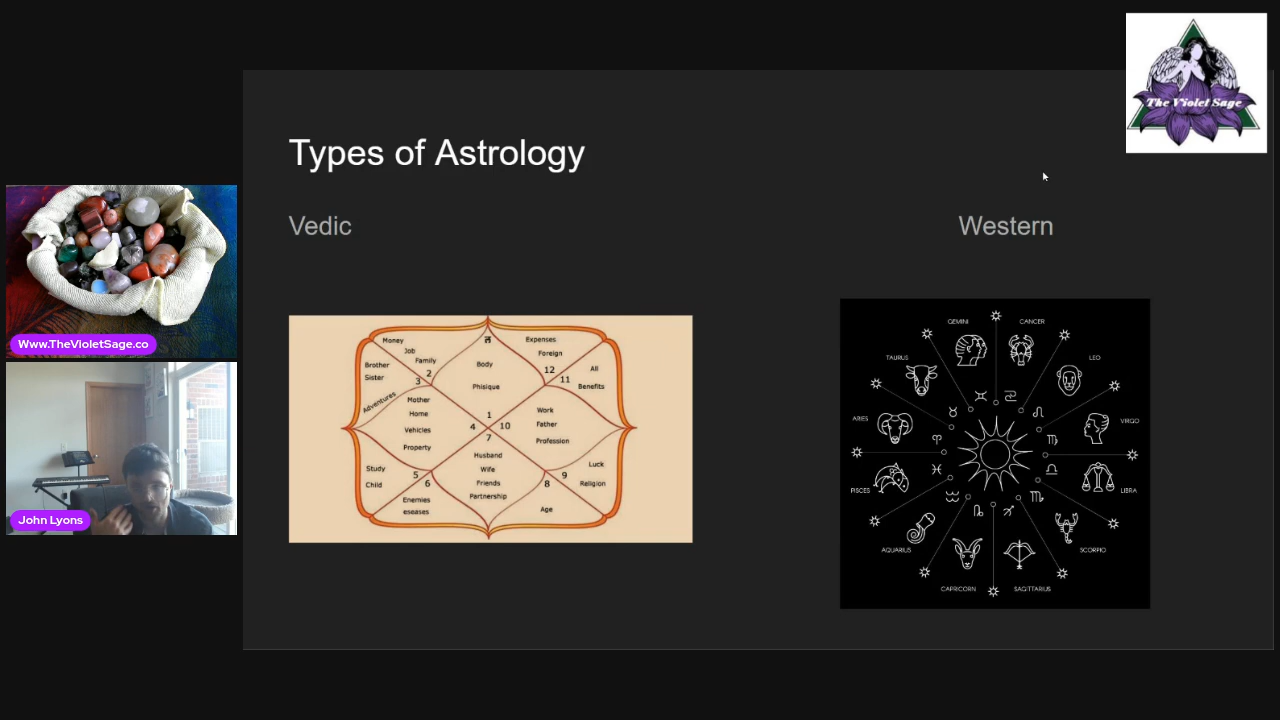 The Violet Sage
Types of Astrology
Vedic
Western
Www.TheVioletSage.co
John Lyons
Money
Job
Family
Brother
Sister
2
3
Adventures
Body
Phisique
Expenses
Foreign
12
11
All
Benefits
Mother
Home
Vehicles
Property
1
4
10
7
Work
Father
Profession
Study
Child
5
6
Enemies
eseases
Husband
Wife
Friends
Partnership
Luck
9
8
Religion
Age
GEMINI
CANCER
TAURUS
LEO
ARIES
VIRGO
PISCES
LIBRA
AQUARIUS
SCORPIO
CAPRICORN
SAGITTARIUS